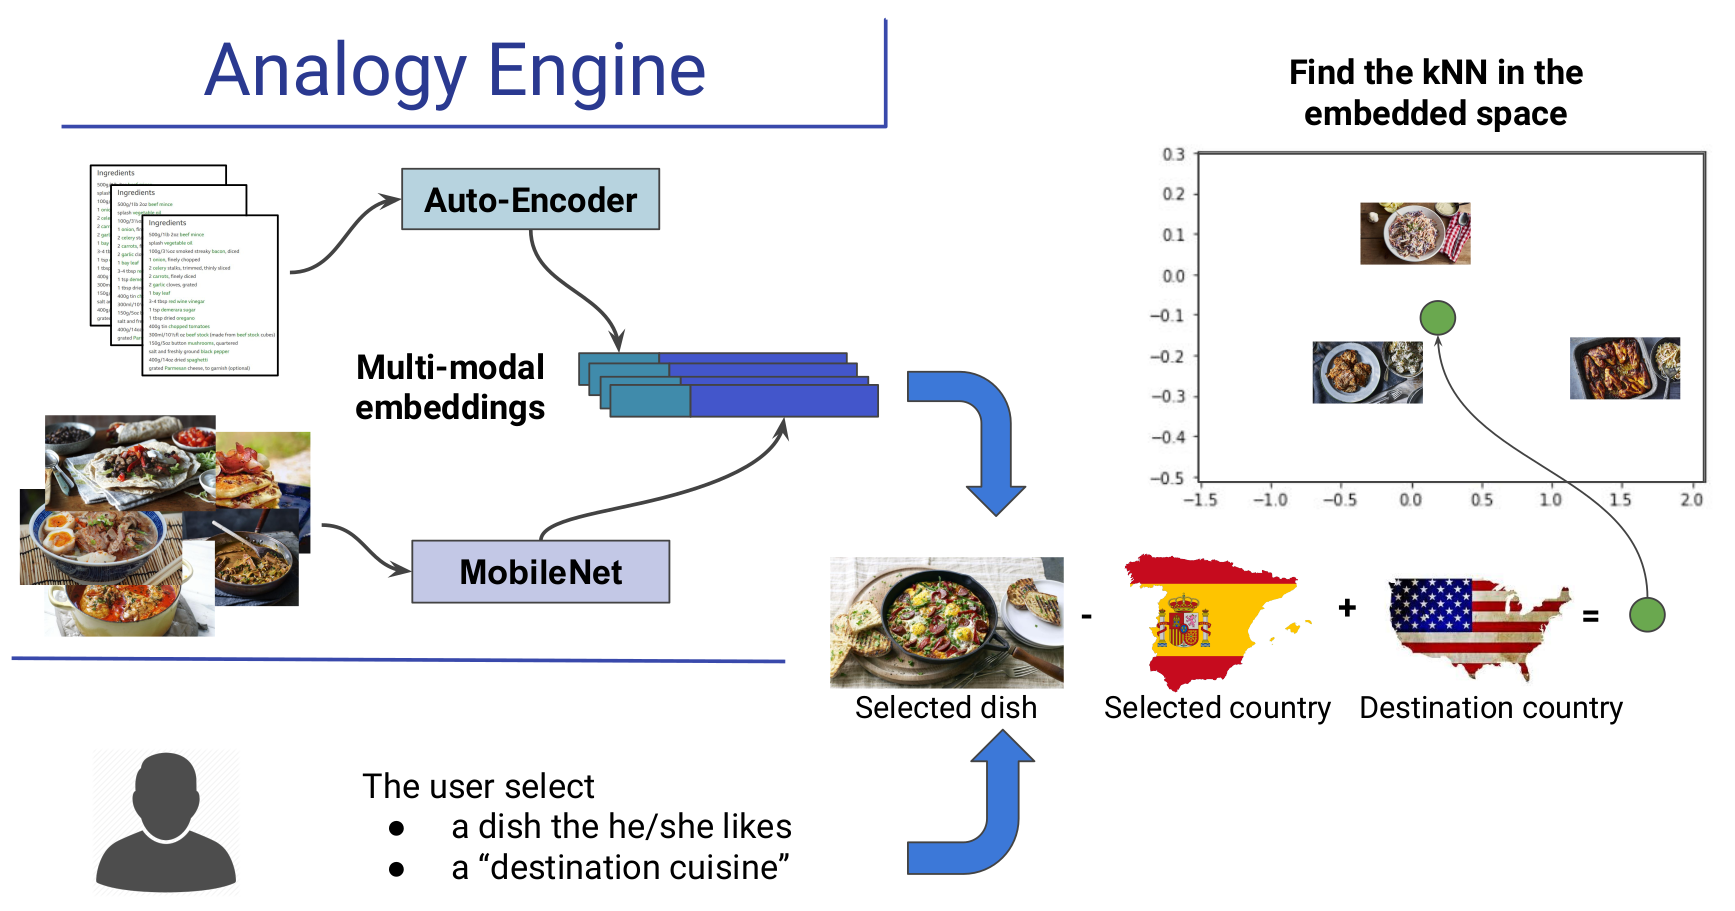 Analogy Engine
Find the kNN in the
embedded space
Ingredients
Ingredients
Ingredients
500g/1lb 2oz beef mince
splash vegetable oil
100g/3½oz smoked streaky bacon, diced
1 onion, finely chopped
2 celery stalks, trimmed, thinly sliced
2 carrots, finely diced
2 garlic cloves, grated
1 bay leaf
3-4 tbsp red wine vinegar
1 tsp demerara sugar
1 tbsp dried oregano
400g tin chopped tomatoes
300ml/10½fl oz beef stock (made from beef stock cubes)
150g/5oz button mushrooms, quartered
salt and freshly ground black pepper
400g/14oz dried spaghetti
grated Parmesan cheese, to garnish (optional)
Auto-Encoder
Multi-modal
embeddings
MobileNet
0.3
0.2
0.1
0.0
−0.1
−0.2
−0.3
−0.4
−0.5
−1.5 −1.0 −0.5 0.0 0.5 1.0 1.5 2.0
- + =
Selected dish Selected country Destination country
The user select
● a dish the he/she likes
● a “destination cuisine”